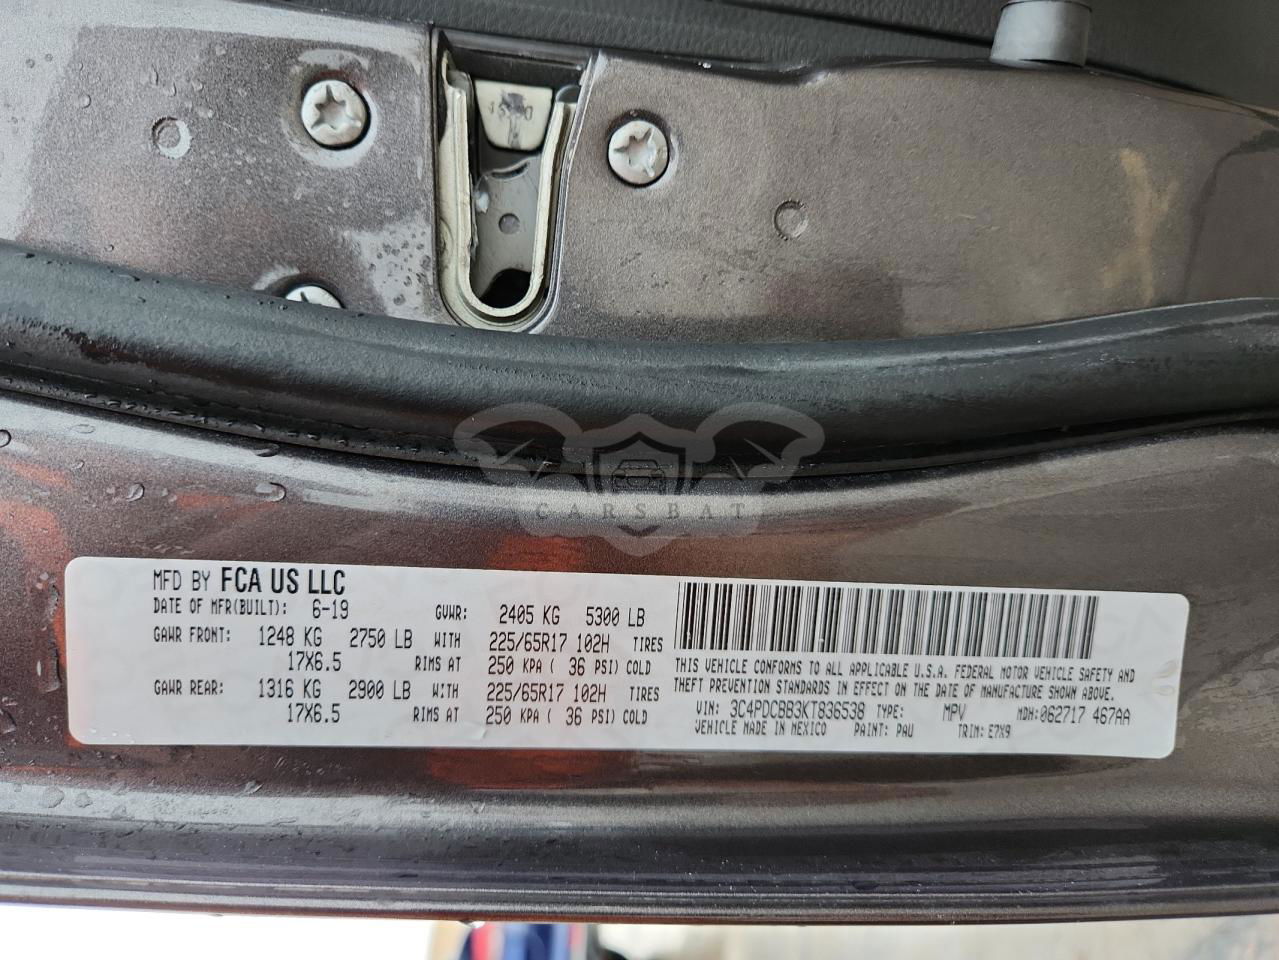 CARSBAT
MFD BY FCA US LLC
DATE OF MFR(BUILT): 6-19 GVWR: 2405 KG 5300 LB
GAWR FRONT: 1248 KG 2750 LB WITH 225/65R17 102H TIRES
17X6.5 RIMS AT 250 KPA ( 36 PSI) COLD
GAWR REAR: 1316 KG 2900 LB WITH 225/65R17 102H TIRES
17X6.5 RIMS AT 250 KPA ( 36 PSI) COLD
THIS VEHICLE CONFORMS TO ALL APPLICABLE U.S.A. FEDERAL MOTOR VEHICLE SAFETY AND
THEFT PREVENTION STANDARDS IN EFFECT ON THE DATE OF MANUFACTURE SHOWN ABOVE.
VIN: 3C4PDCBB3KT836538 TYPE: MPV MDH:062717 467AA
VEHICLE MADE IN MEXICO PAINT: PAU TRIM: E7X9